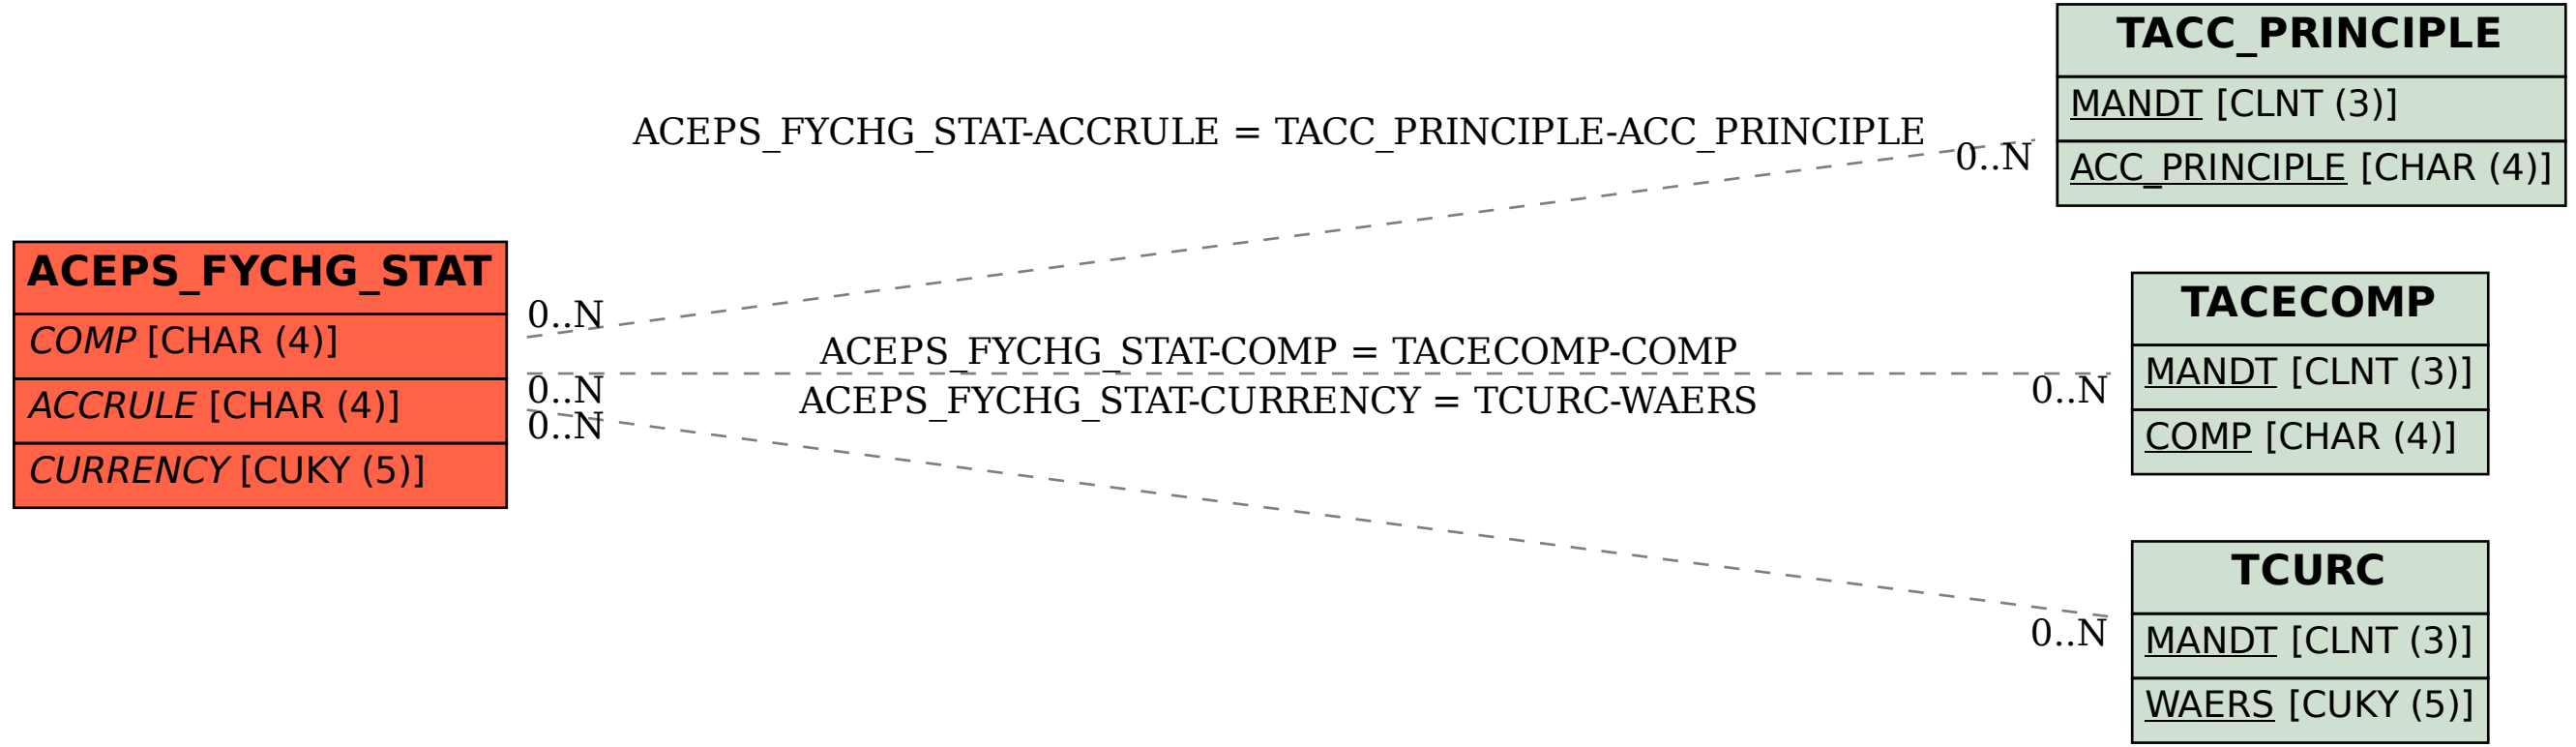 ACEPS_FYCHG_STAT
COMP [CHAR (4)]
ACCRULE [CHAR (4)]
CURRENCY [CUKY (5)]
ACEPS_FYCHG_STAT-ACCRULE = TACC_PRINCIPLE-ACC_PRINCIPLE
0..N
0..N
ACEPS_FYCHG_STAT-COMP = TACECOMP-COMP
0..N
0..N
ACEPS_FYCHG_STAT-CURRENCY = TCURC-WAERS
0..N
0..N
TACC_PRINCIPLE
MANDT [CLNT (3)]
ACC_PRINCIPLE [CHAR (4)]
TACECOMP
MANDT [CLNT (3)]
COMP [CHAR (4)]
TCURC
MANDT [CLNT (3)]
WAERS [CUKY (5)]